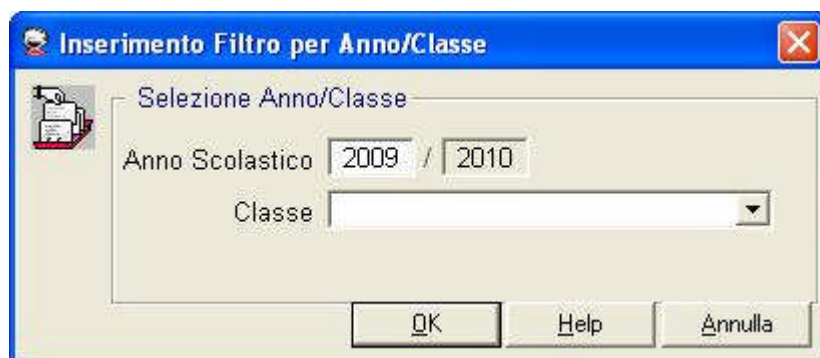 Inserimento Filtro per Anno/Classe
Selezione Anno/Classe
Anno Scolastico 2009 / 2010
Classe
OK Help Annulla